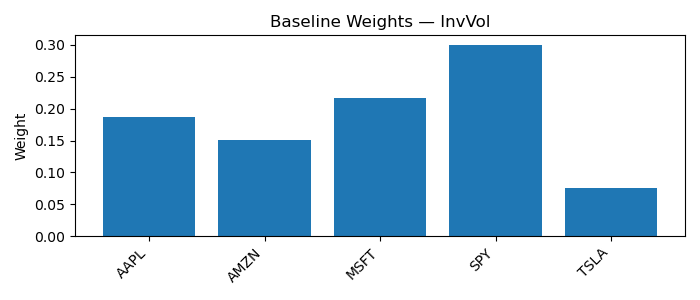 Baseline Weights — InvVol
Weight
0.30
0.25
0.20
0.15
0.10
0.05
0.00
AAPL
AMZN
MSFT
SPY
TSLA